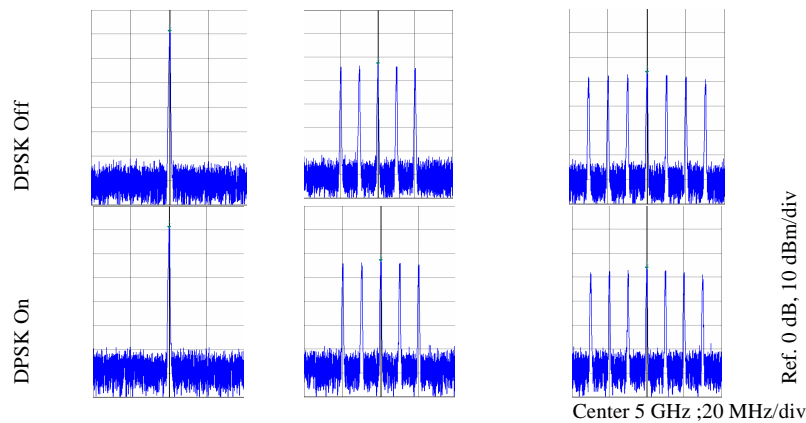 DPSK Off
DPSK On
Ref. 0 dB, 10 dBm/div
Center 5 GHz ;20 MHz/div